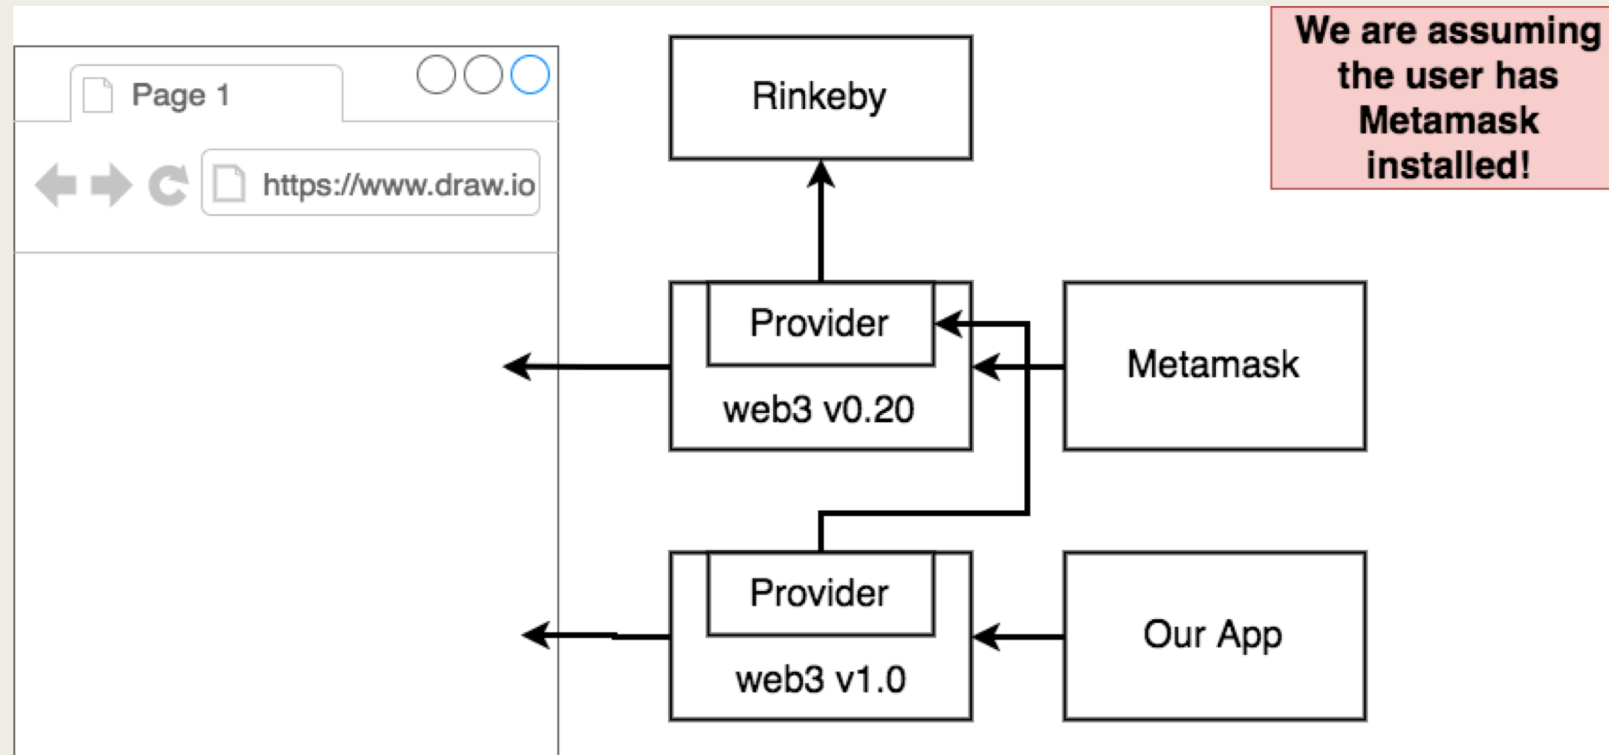 Page 1
https://www.draw.io
Rinkeby
We are assuming
the user has
Metamask
installed!
Provider
web3 v0.20
Metamask
Provider
web3 v1.0
Our App